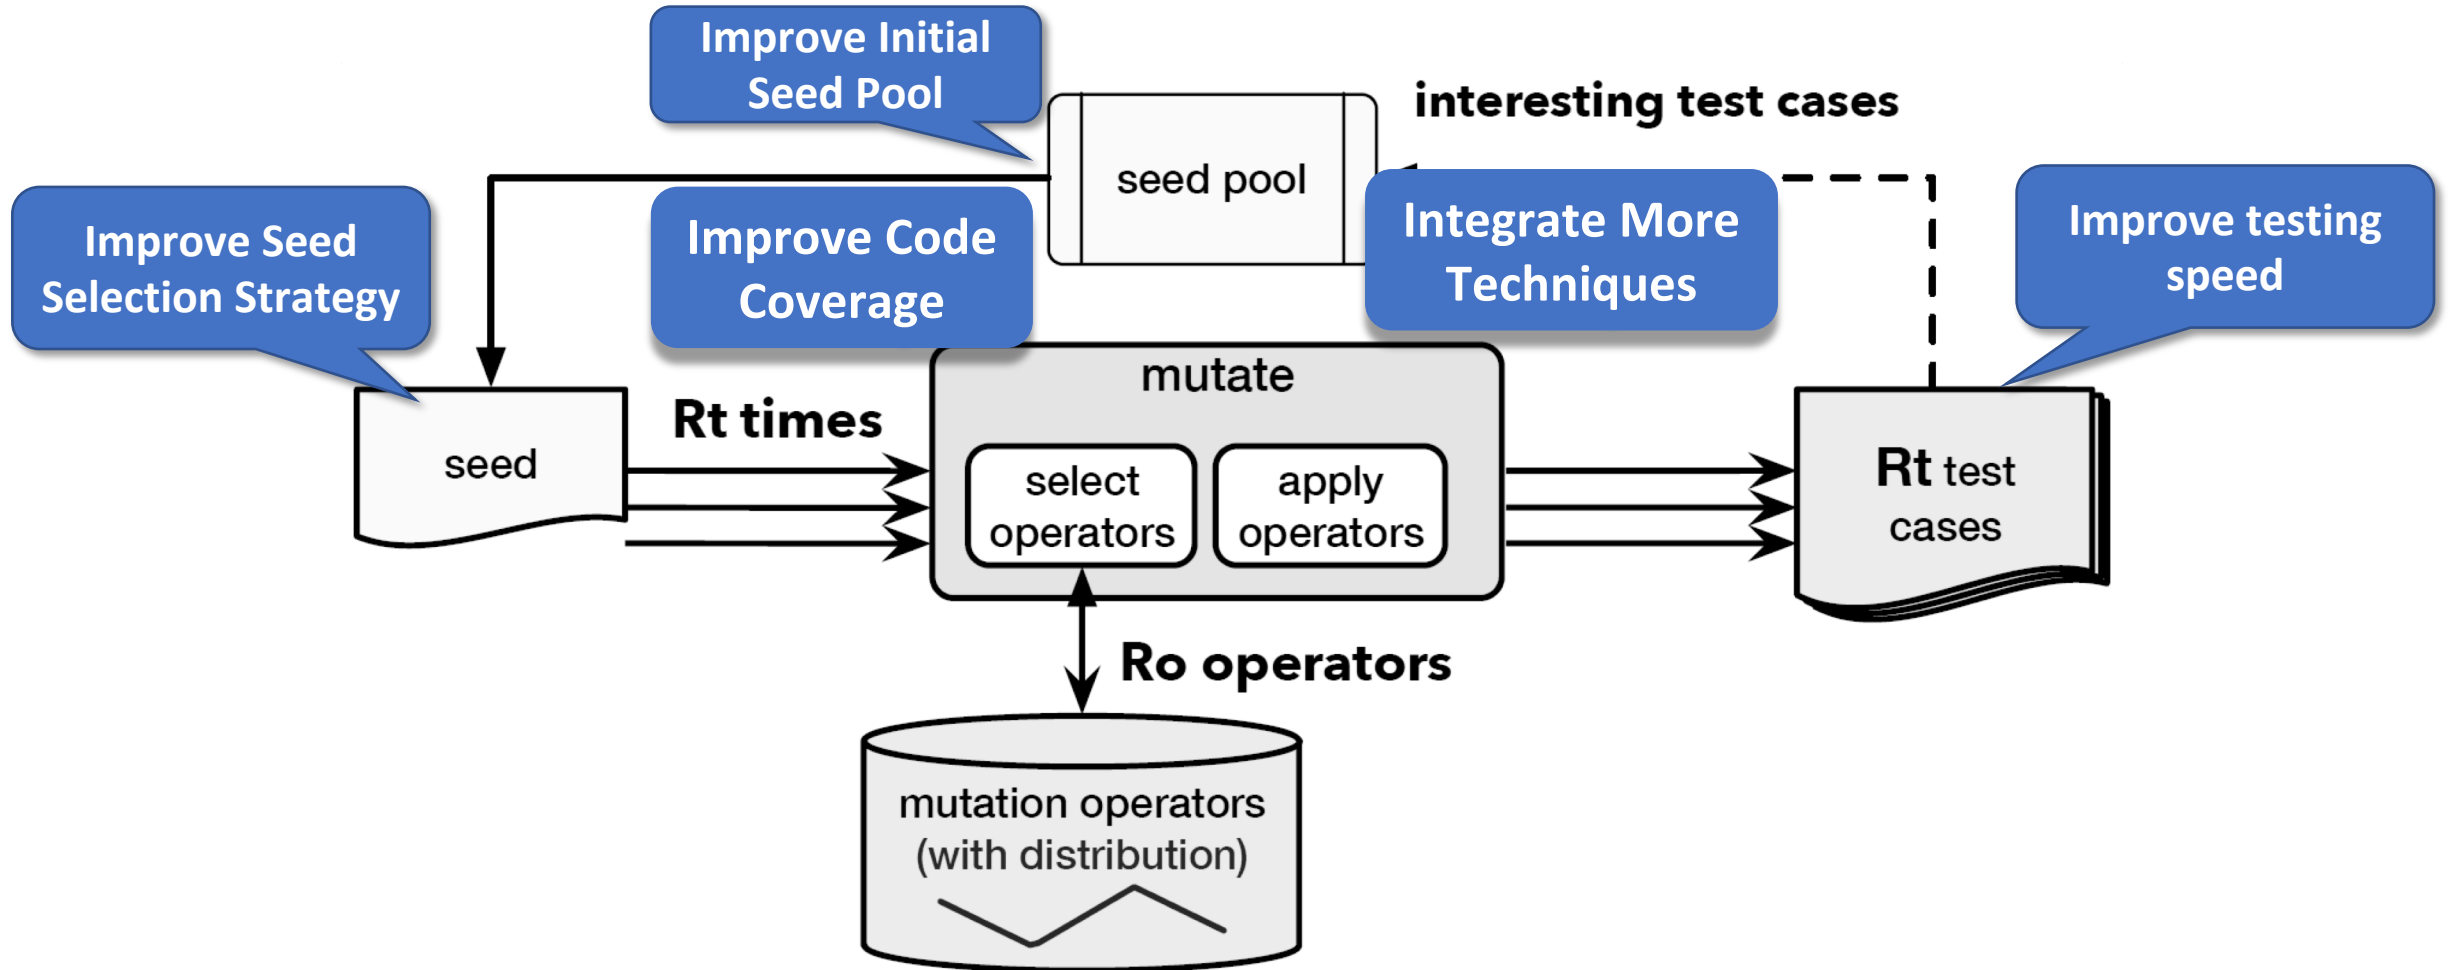 Improve Initial
Seed Pool
interesting test cases
seed pool
Improve Seed
Selection Strategy
Improve Code
Coverage
Integrate More
Techniques
Improve testing
speed
mutate
Rt times
seed
select
operators
apply
operators
Rt test
cases
Ro operators
mutation operators
(with distribution)